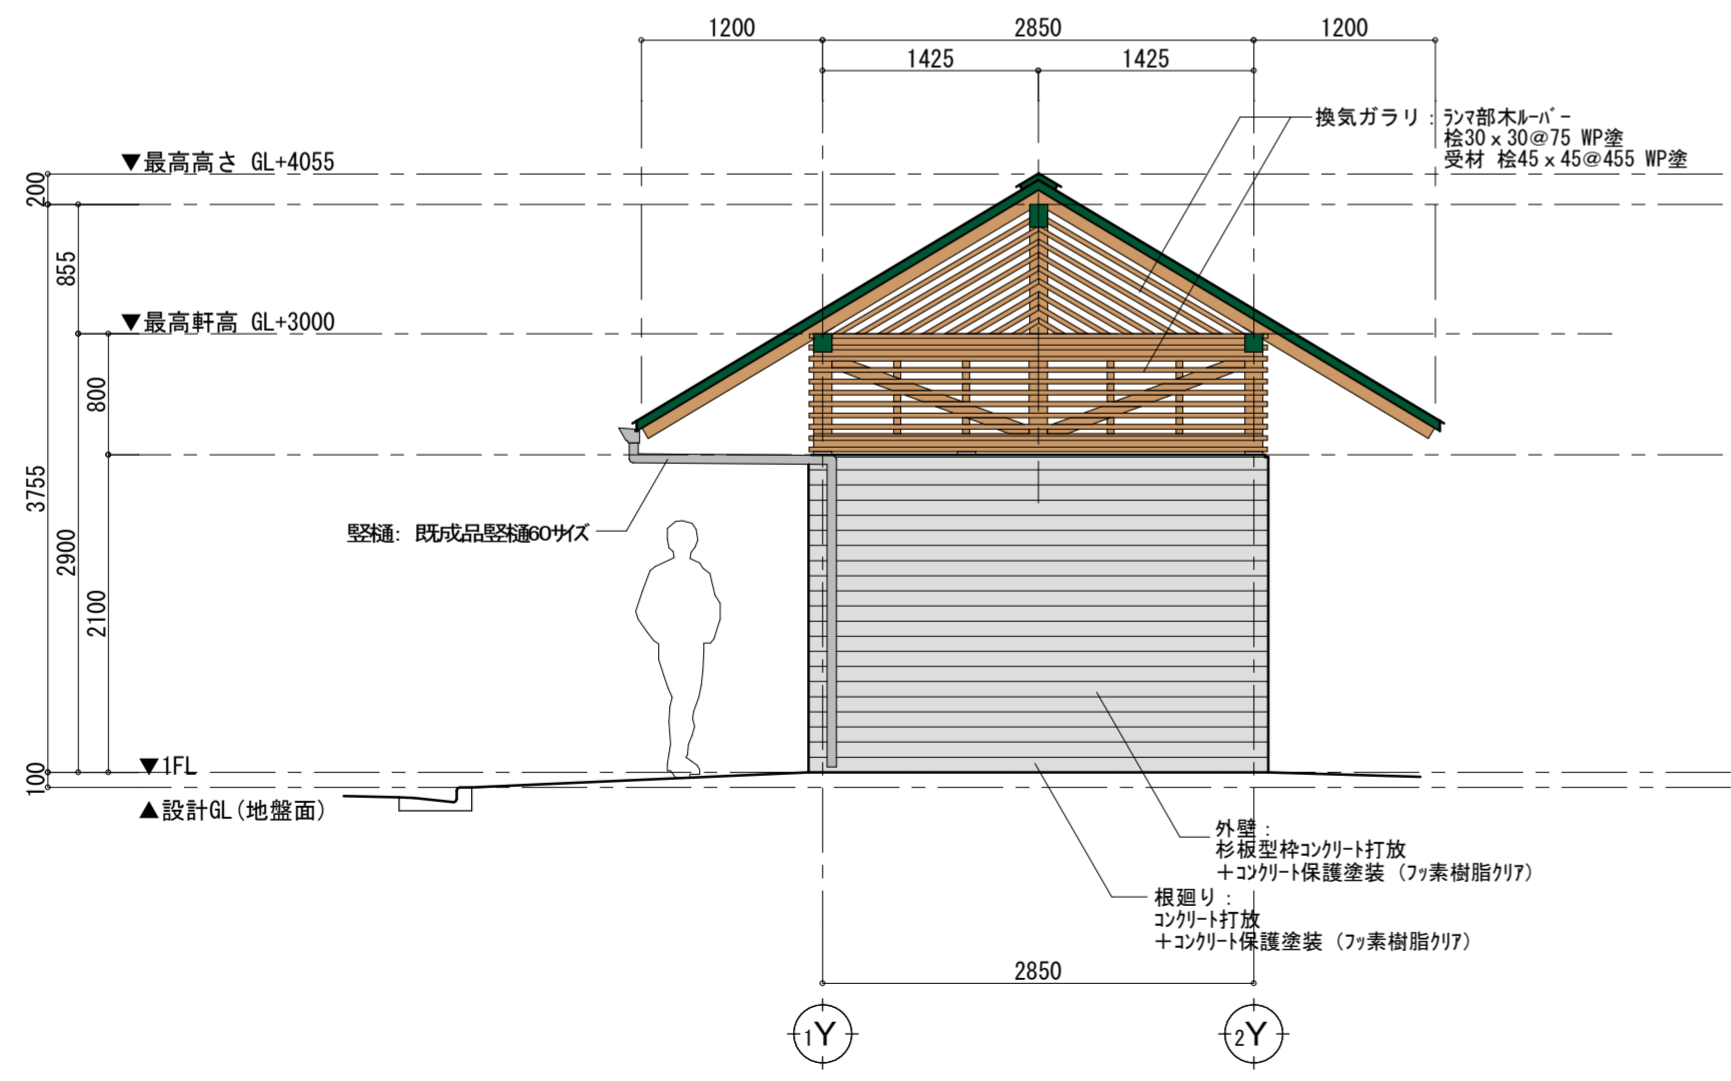 1200 2850 1200
1425 1425
換気ガラリ：ﾗﾝﾏ部木ﾙｰﾊﾞｰ
桧30ｘ30@75 WP塗
受材 桧45ｘ45@455 WP塗
▼最高高さ GL+4055
200
855
▼最高軒高 GL+3000
800
3755
2900
2100
竪樋： 既成品竪樋60ｻｲｽﾞ
▼1FL
100
▲設計GL(地盤面)
外壁：
杉板型枠ｺﾝｸﾘｰﾄ打放
＋ｺﾝｸﾘｰﾄ保護塗装（ﾌｯ素樹脂ｸﾘｱ）
根廻り：
ｺﾝｸﾘｰﾄ打放
＋ｺﾝｸﾘｰﾄ保護塗装（ﾌｯ素樹脂ｸﾘｱ）
2850
1Y 2Y